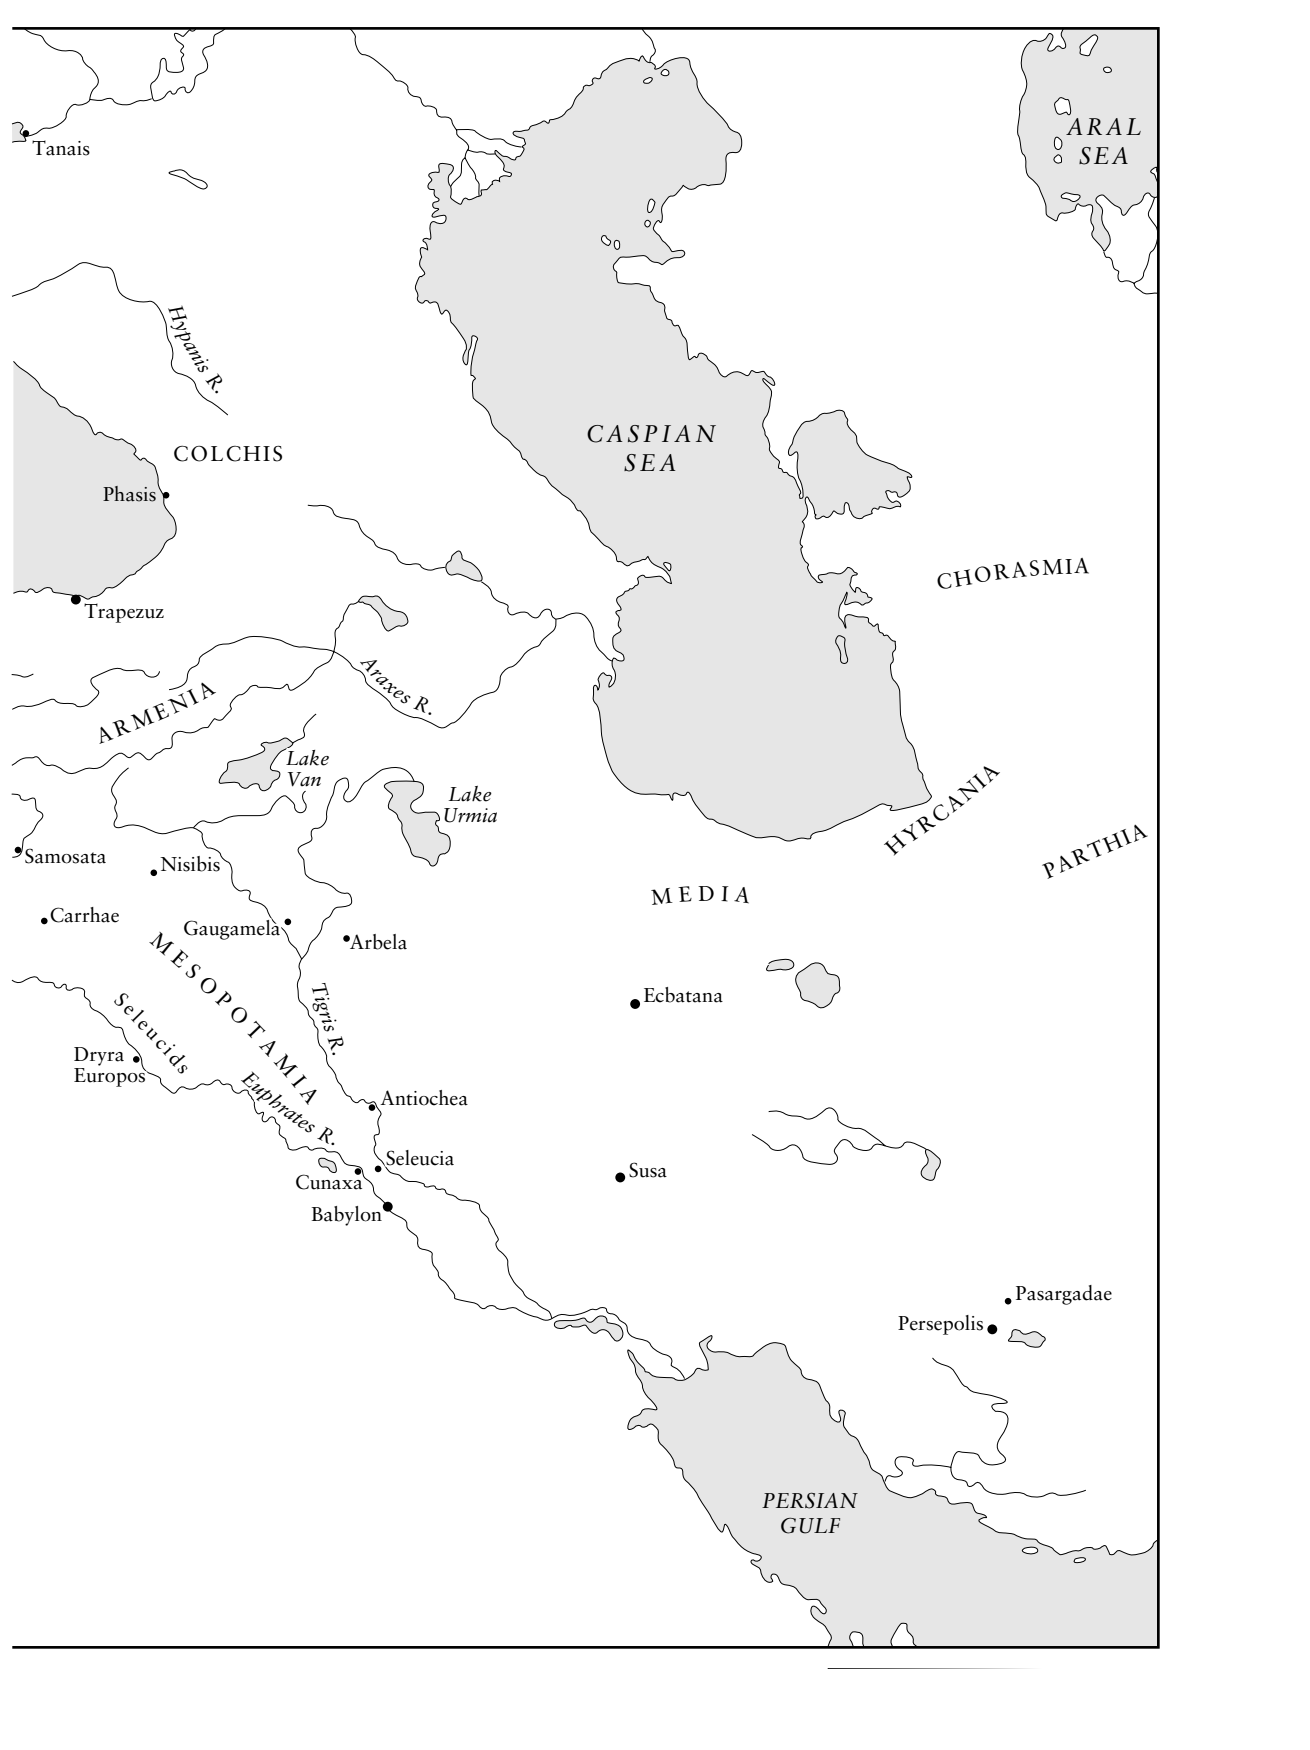 ARAL
SEA
Tanais
Hypanis R.
CASPIAN
SEA
COLCHIS
Phasis
CHORASMIA
Trapezuz
Araxes R.
ARMENIA
Lake
Van
Lake
Urmia
HYRCANIA
PARTHIA
Samosata
Nisibis
MEDIA
Carrhae
Gaugamela
Arbela
MESOPOTAMIA
Ecbatana
Tigris R.
Seleucids
Dryra
Europos
Euphrates R.
Antiochea
Seleucia
Susa
Cunaxa
Babylon
Pasargadae
Persepolis
PERSIAN
GULF